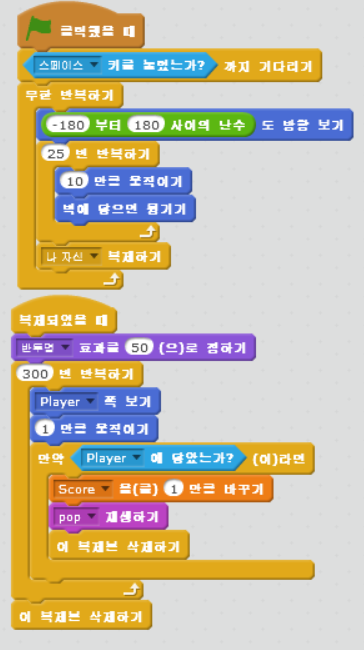 클릭했을 때
스페이스 키를 눌렀는가? 까지 기다리기
무한 반복하기
-180 부터 180 사이의 난수 도 방향 보기
25 번 반복하기
10 만큼 움직이기
벽에 닿으면 튕기기
나 자신 복제하기
복제되었을 때
반투명 효과를 50 (으)로 정하기
300 번 반복하기
Player 쪽 보기
1 만큼 움직이기
만약 Player 에 닿았는가? (이)라면
Score 을(를) 1 만큼 바꾸기
pop 재생하기
이 복제본 삭제하기
이 복제본 삭제하기